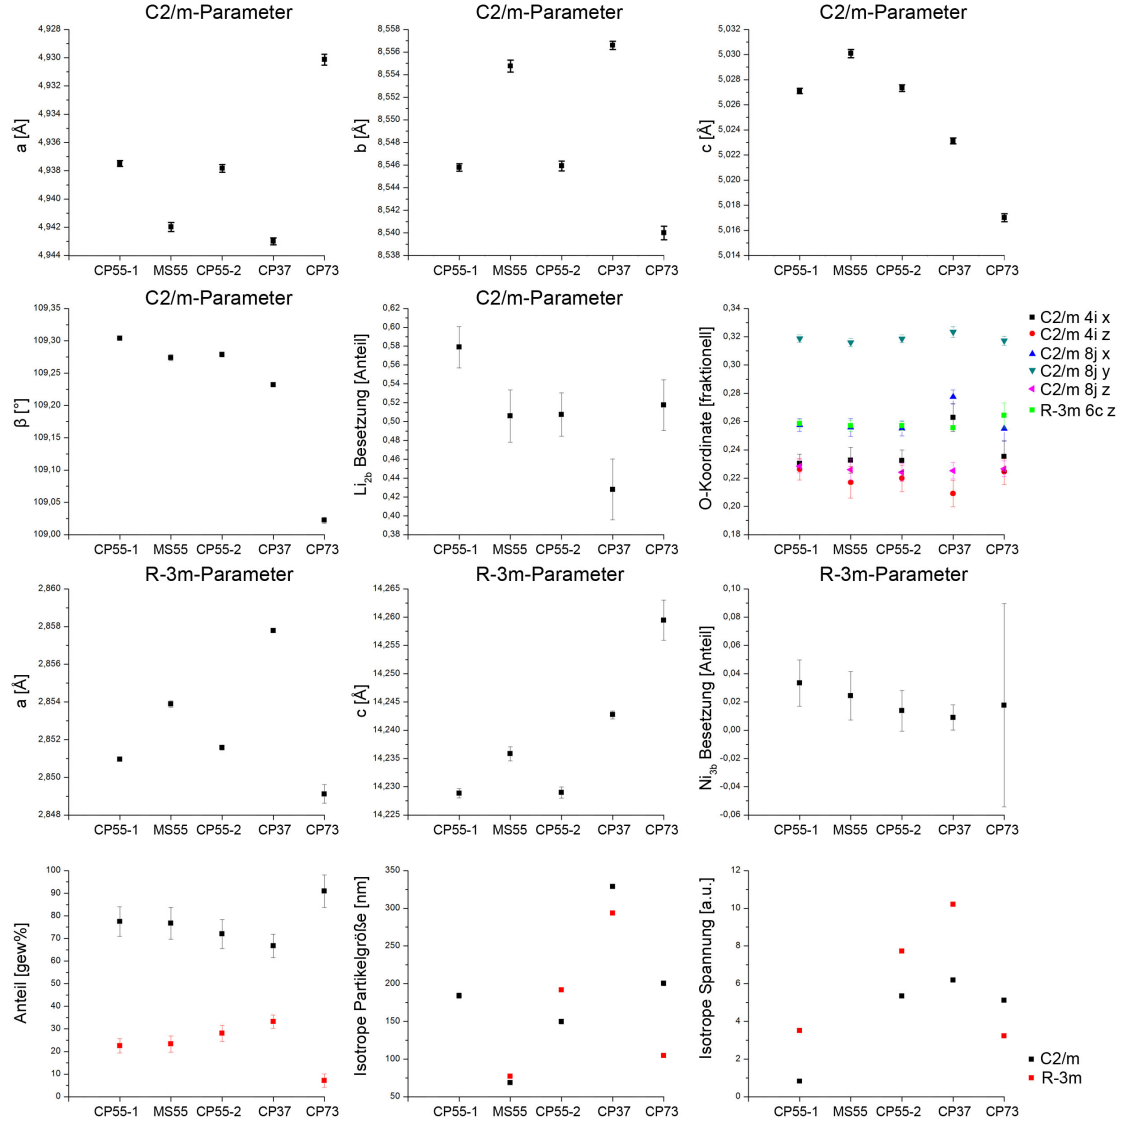 C2/m-Parameter
a [Å]
4,928
4,930
4,932
4,934
4,936
4,938
4,940
4,942
4,944
CP55-1 MS55 CP55-2 CP37 CP73
C2/m-Parameter
b [Å]
8,558
8,556
8,554
8,552
8,550
8,548
8,546
8,544
8,542
8,540
8,538
CP55-1 MS55 CP55-2 CP37 CP73
C2/m-Parameter
c [Å]
5,032
5,030
5,028
5,026
5,024
5,022
5,020
5,018
5,016
5,014
CP55-1 MS55 CP55-2 CP37 CP73
C2/m-Parameter
β [°]
109,35
109,30
109,25
109,20
109,15
109,10
109,05
109,00
CP55-1 MS55 CP55-2 CP37 CP73
C2/m-Parameter
Li2b Besetzung [Anteil]
0,62
0,60
0,58
0,56
0,54
0,52
0,50
0,48
0,46
0,44
0,42
0,40
0,38
CP55-1 MS55 CP55-2 CP37 CP73
O-Koordinate [fraktionell]
0,34
0,32
0,30
0,28
0,26
0,24
0,22
0,20
0,18
CP55-1 MS55 CP55-2 CP37 CP73
C2/m 4i x
C2/m 4i z
C2/m 8j x
C2/m 8j y
C2/m 8j z
R-3m 6c z
R-3m-Parameter
a [Å]
2,860
2,858
2,856
2,854
2,852
2,850
2,848
CP55-1 MS55 CP55-2 CP37 CP73
R-3m-Parameter
c [Å]
14,265
14,260
14,255
14,250
14,245
14,240
14,235
14,230
14,225
CP55-1 MS55 CP55-2 CP37 CP73
R-3m-Parameter
Ni3b Besetzung [Anteil]
0,10
0,08
0,06
0,04
0,02
0,00
-0,02
-0,04
-0,06
CP55-1 MS55 CP55-2 CP37 CP73
Anteil [gew%]
100
90
80
70
60
50
40
30
20
10
0
CP55-1 MS55 CP55-2 CP37 CP73
Isotrope Partikelgröße [nm]
350
300
250
200
150
100
50
CP55-1 MS55 CP55-2 CP37 CP73
Isotrope Spannung [a.u.]
12
10
8
6
4
2
0
CP55-1 MS55 CP55-2 CP37 CP73
C2/m
R-3m